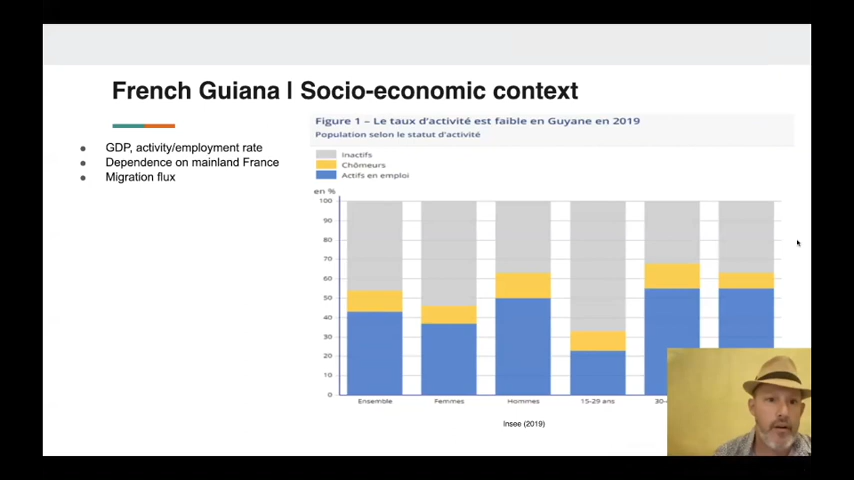 French Guiana | Socio-economic context
● GDP, activity/employment rate
● Dependence on mainland France
● Migration flux
Figure 1 – Le taux d'activité est faible en Guyane en 2019
Population selon le statut d'activité
Inactifs
Chômeurs
Actifs en emploi
en %
100
90
80
70
60
50
40
30
20
10
0
Ensemble Femmes Hommes 15-29 ans 30-
Insee (2019)